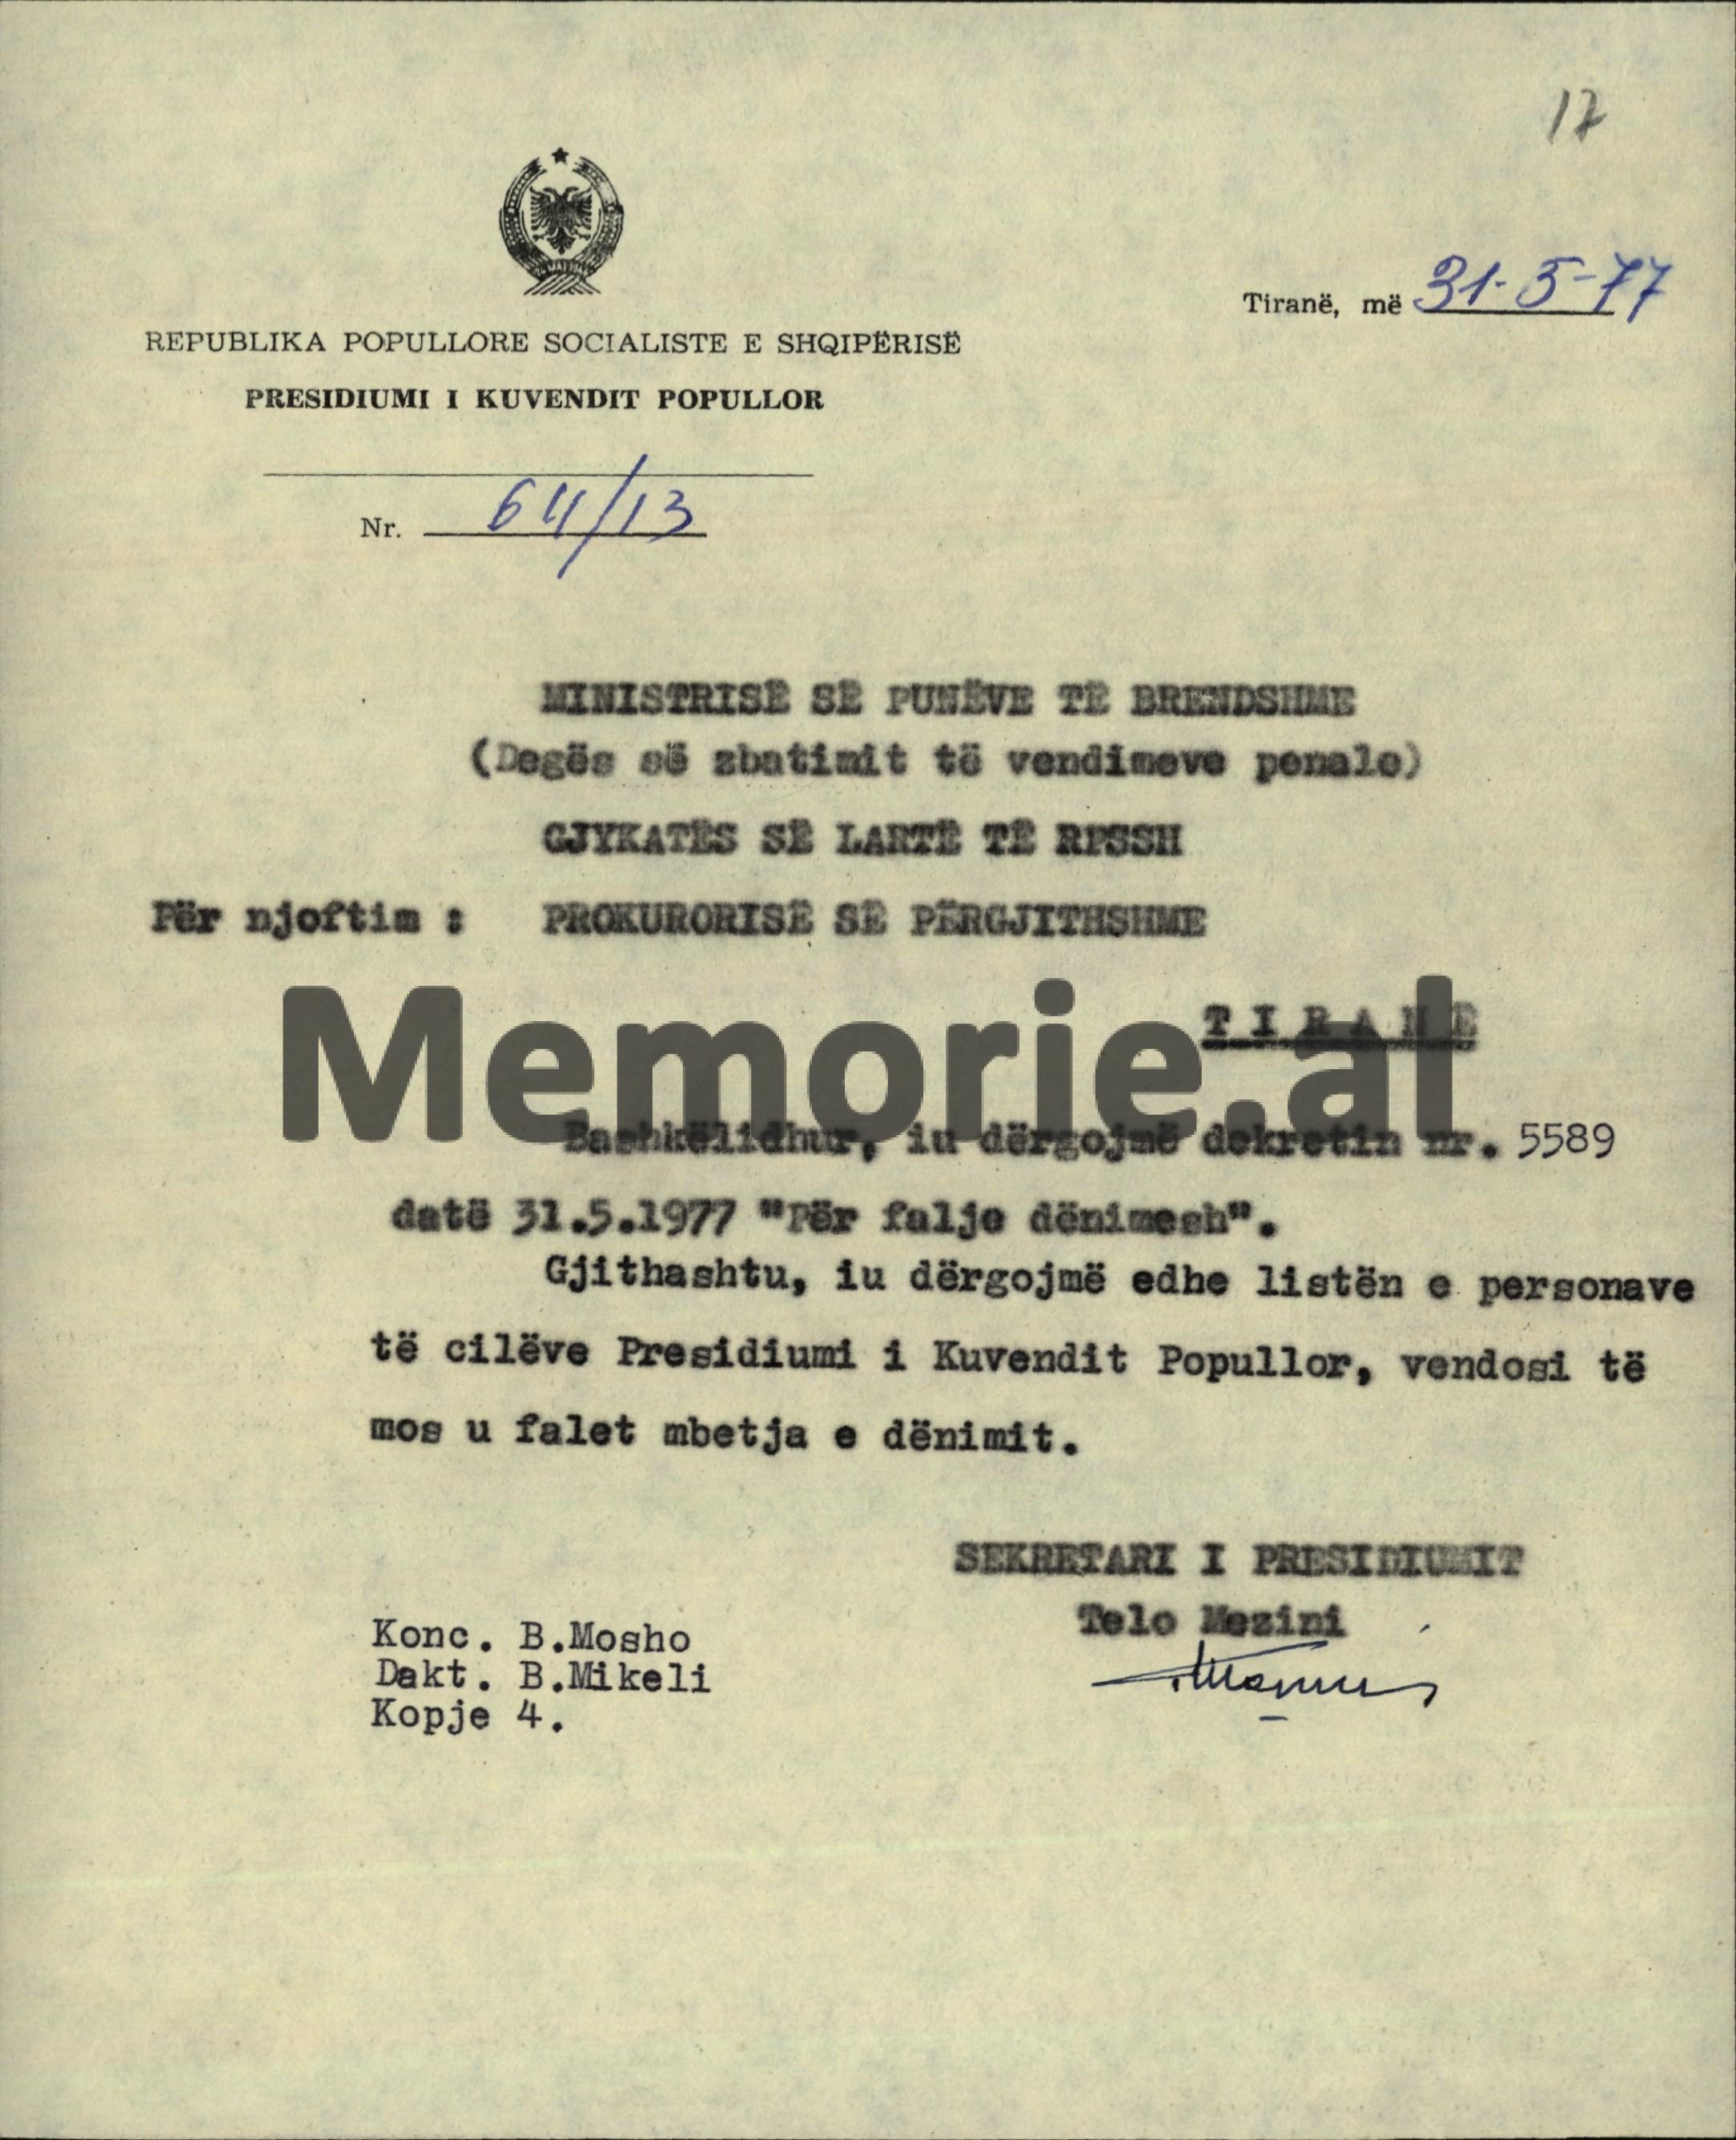 17
Tiranë, më 31-5-77
REPUBLIKA POPULLORE SOCIALISTE E SHQIPËRISË
PRESIDIUMI I KUVENDIT POPULLOR
Nr. 64/13
MINISTRISË SË PUNËVE TË BRENDSHME
(Degës së zbatimit të vendimeve penale)
GJYKATËS SË LARTË TË RPSSH
Për njoftim : PROKURORISË SË PËRGJITHSHME
T I R A N Ë
Memorie.al
Bashkëlidhur, iu dërgojmë dekretin nr. 5589
datë 31.5.1977 "Për falje dënimesh".
Gjithashtu, iu dërgojmë edhe listën e personave
të cilëve Presidiumi i Kuvendit Popullor, vendosi të
mos u falet mbetja e dënimit.
SEKRETARI I PRESIDIUMIT
Telo Mezini
Konc. B.Mosho
Dakt. B.Mikeli
Kopje 4.